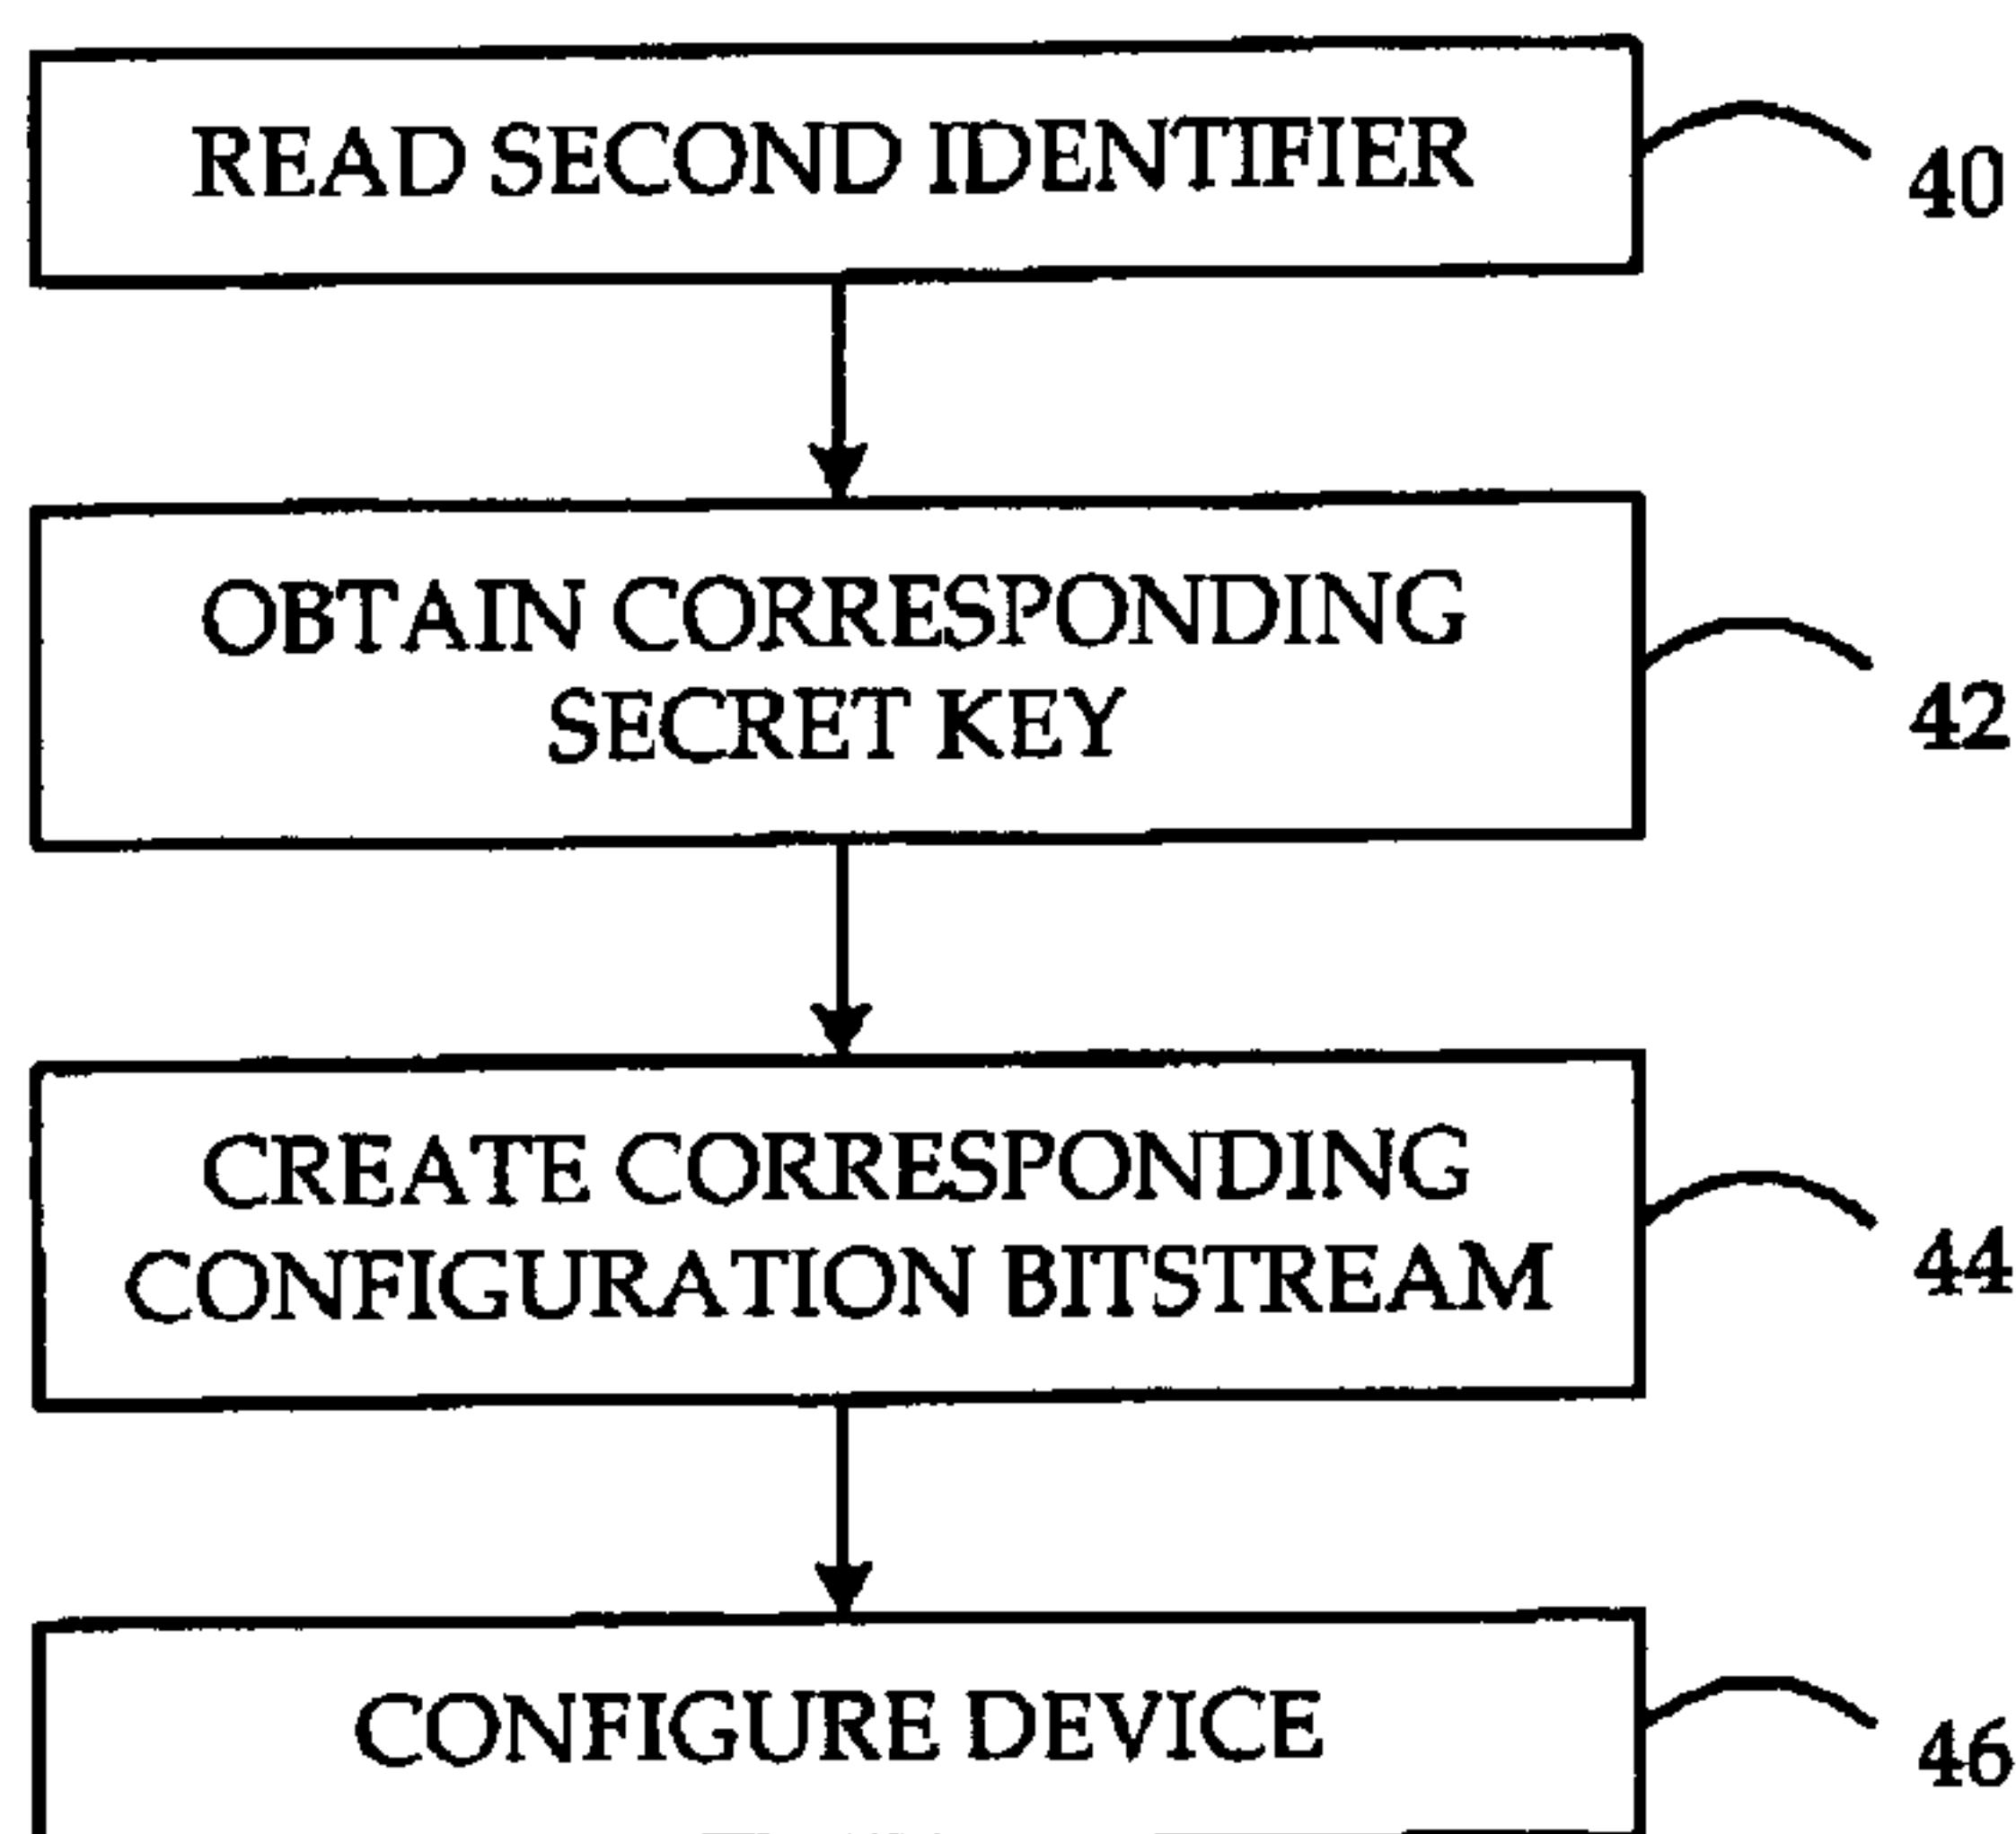 READ SECOND IDENTIFIER
40
OBTAIN CORRESPONDING
SECRET KEY
42
CREATE CORRESPONDING
CONFIGURATION BITSTREAM
44
CONFIGURE DEVICE
46